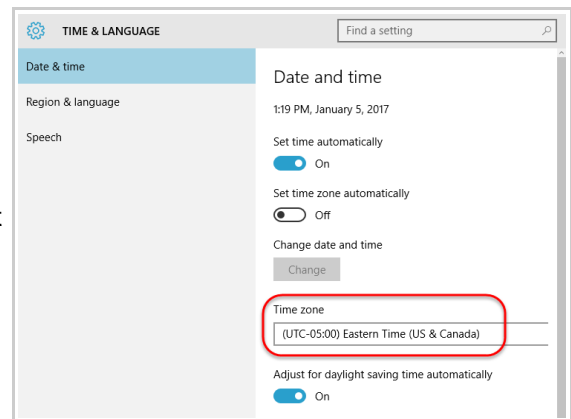 TIME & LANGUAGE
Find a setting
Date & time
Region & language
Speech
Date and time
1:19 PM, January 5, 2017
Set time automatically
On
Set time zone automatically
Off
Change date and time
Change
Time zone
(UTC-05:00) Eastern Time (US & Canada)
Adjust for daylight saving time automatically
On